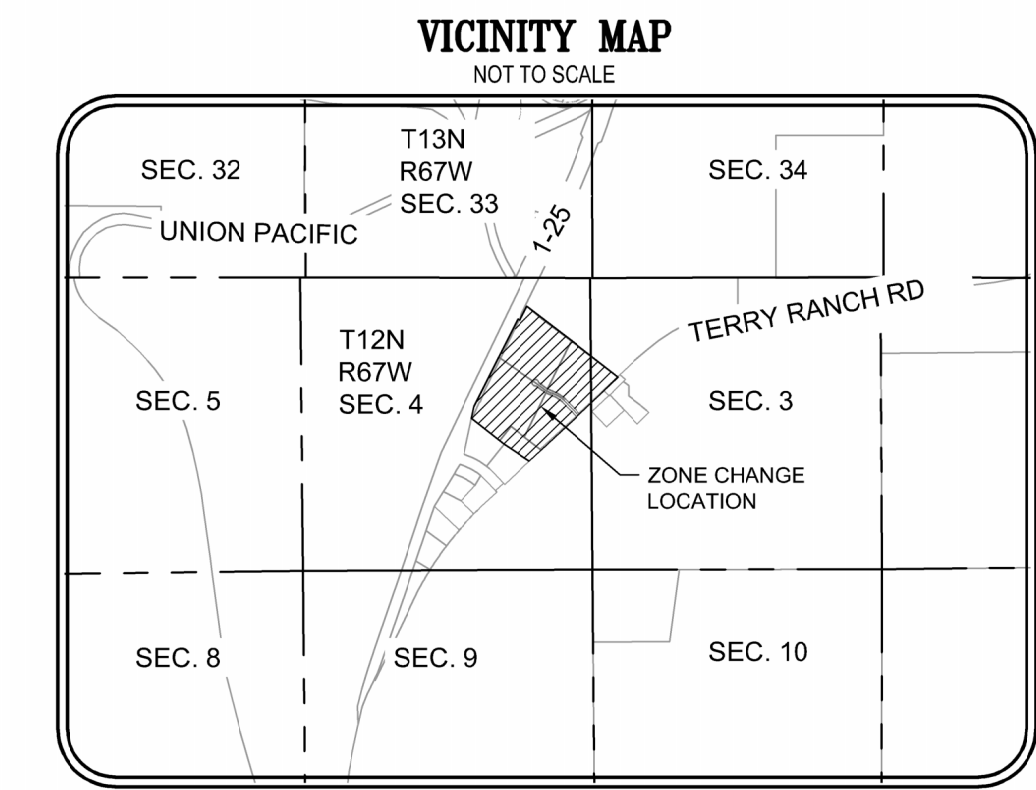 VICINITY MAP
NOT TO SCALE
SEC. 32
T13N
R67W
SEC. 33
SEC. 34
UNION PACIFIC
1-25
TERRY RANCH RD
T12N
R67W
SEC. 4
SEC. 5
SEC. 3
ZONE CHANGE
LOCATION
SEC. 8
SEC. 9
SEC. 10